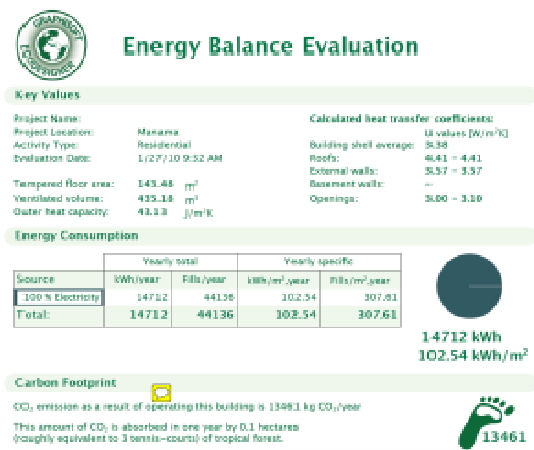 GRAPHISOFT
ECODESIGNER
Energy Balance Evaluation
Key Values
Project Name:
Project Location: Manama
Activity Type: Residential
Evaluation Date: 1/27/10 9:52 AM
Tempered floor area: 143.48 m²
Ventilated volume: 435.18 m³
Outer heat capacity: 43.13 J/m²K
Calculated heat transfer coefficients:
U values [W/m²K]
Building shell average: 3.38
Roofs: 4.41 - 4.41
External walls: 3.57 - 3.57
Basement walls: --
Openings: 3.00 - 3.10
Energy Consumption
Yearly total Yearly specific
Source kWh/year Fills/year kWh/m²,year Fills/m²,year
100 % Electricity 14712 44136 102.54 307.61
Total: 14712 44136 102.54 307.61
14712 kWh
102.54 kWh/m²
Carbon Footprint
CO₂ emission as a result of operating this building is 13461 kg CO₂/year
This amount of CO₂ is absorbed in one year by 0.1 hectares
(roughly equivalent to 3 tennis-courts) of tropical forest.
13461